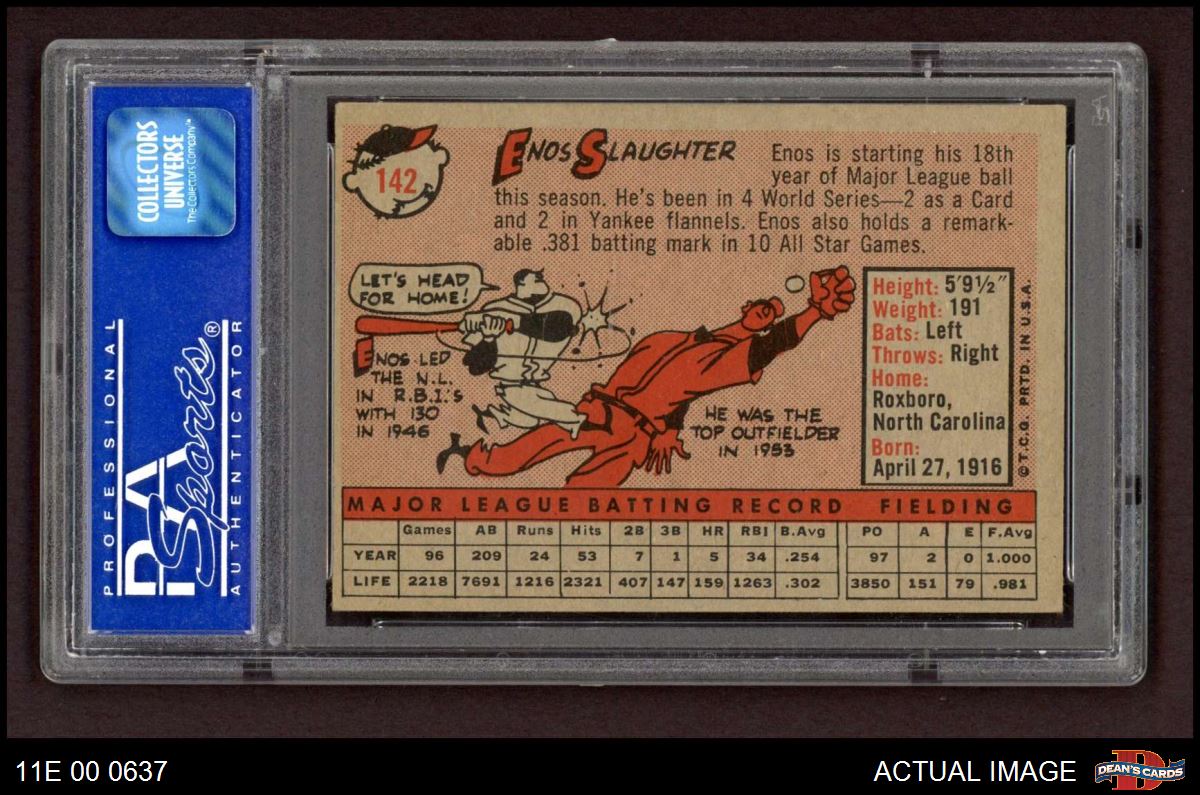 COLLECTORS
UNIVERSE
The Collectors Company™
PROFESSIONAL
PSA
Sports®
AUTHENTICATOR
142
ENOS SLAUGHTER
Enos is starting his 18th
year of Major League ball
this season. He's been in 4 World Series—2 as a Card
and 2 in Yankee flannels. Enos also holds a remark-
able .381 batting mark in 10 All Star Games.
LET'S HEAD
FOR HOME!
ENOS LED
THE N.L.
IN R.B.I.'S
WITH 130
IN 1946
HE WAS THE
TOP OUTFIELDER
IN 1953
Height: 5'9½"
Weight: 191
Bats: Left
Throws: Right
Home:
Roxboro,
North Carolina
Born:
April 27, 1916
© T.C.G. PRTD. IN U.S.A.
MAJOR LEAGUE BATTING RECORD FIELDING
Games AB Runs Hits 2B 3B HR RBI B.Avg PO A E F.Avg
YEAR 96 209 24 53 7 1 5 34 .254 97 2 0 1.000
LIFE 2218 7691 1216 2321 407 147 159 1263 .302 3850 151 79 .981
11E 00 0637
ACTUAL IMAGE
D
DEAN'S CARDS